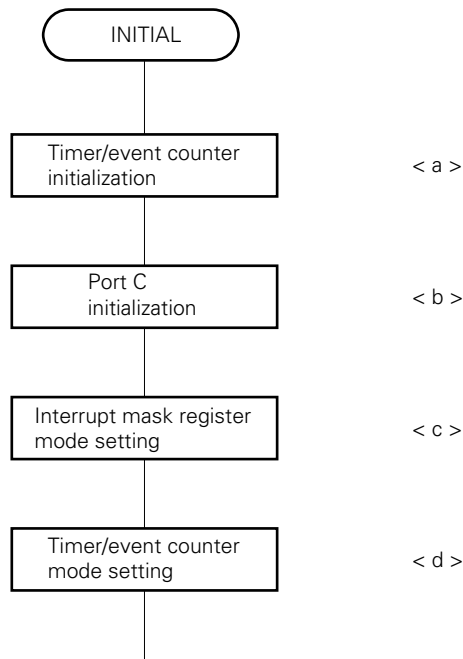 INITIAL
Timer/event counter
initialization
< a >
Port C
initialization
< b >
Interrupt mask register
mode setting
< c >
Timer/event counter
mode setting
< d >